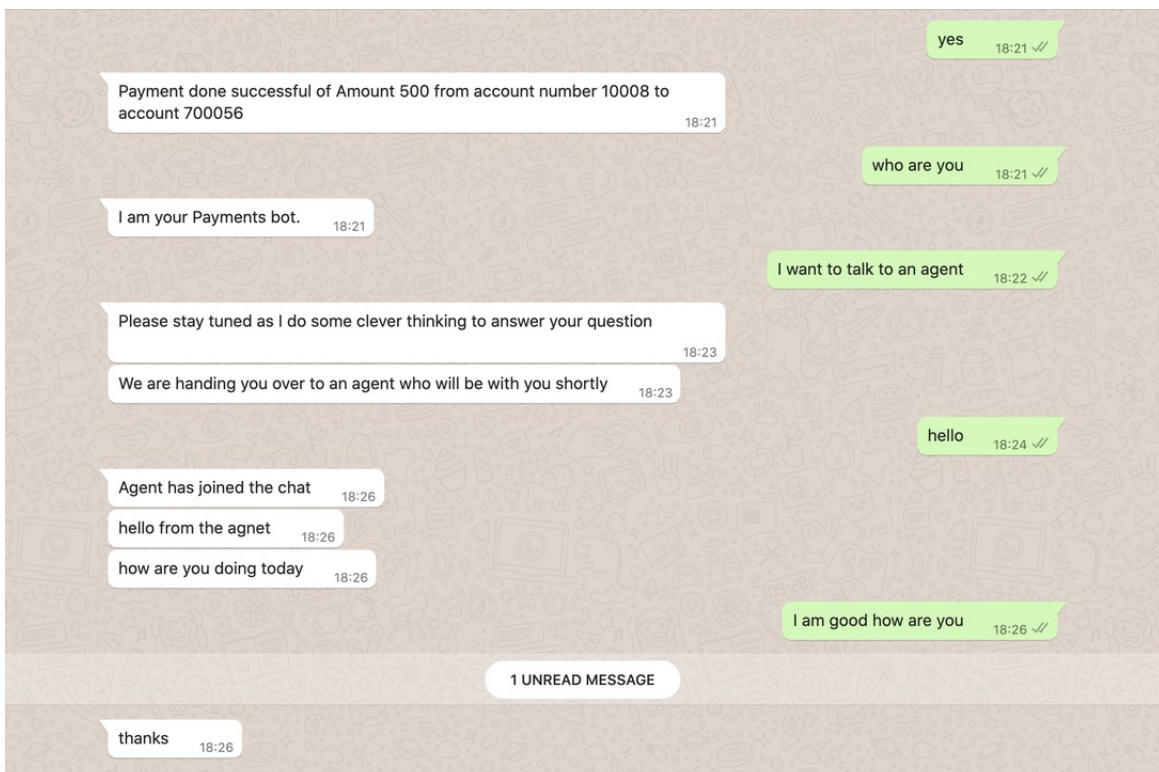 yes
18:21
Payment done successful of Amount 500 from account number 10008 to
account 700056
18:21
who are you
18:21
I am your Payments bot.
18:21
I want to talk to an agent
18:22
Please stay tuned as I do some clever thinking to answer your question
18:23
We are handing you over to an agent who will be with you shortly
18:23
hello
18:24
Agent has joined the chat
18:26
hello from the agnet
18:26
how are you doing today
18:26
I am good how are you
18:26
1 UNREAD MESSAGE
thanks
18:26